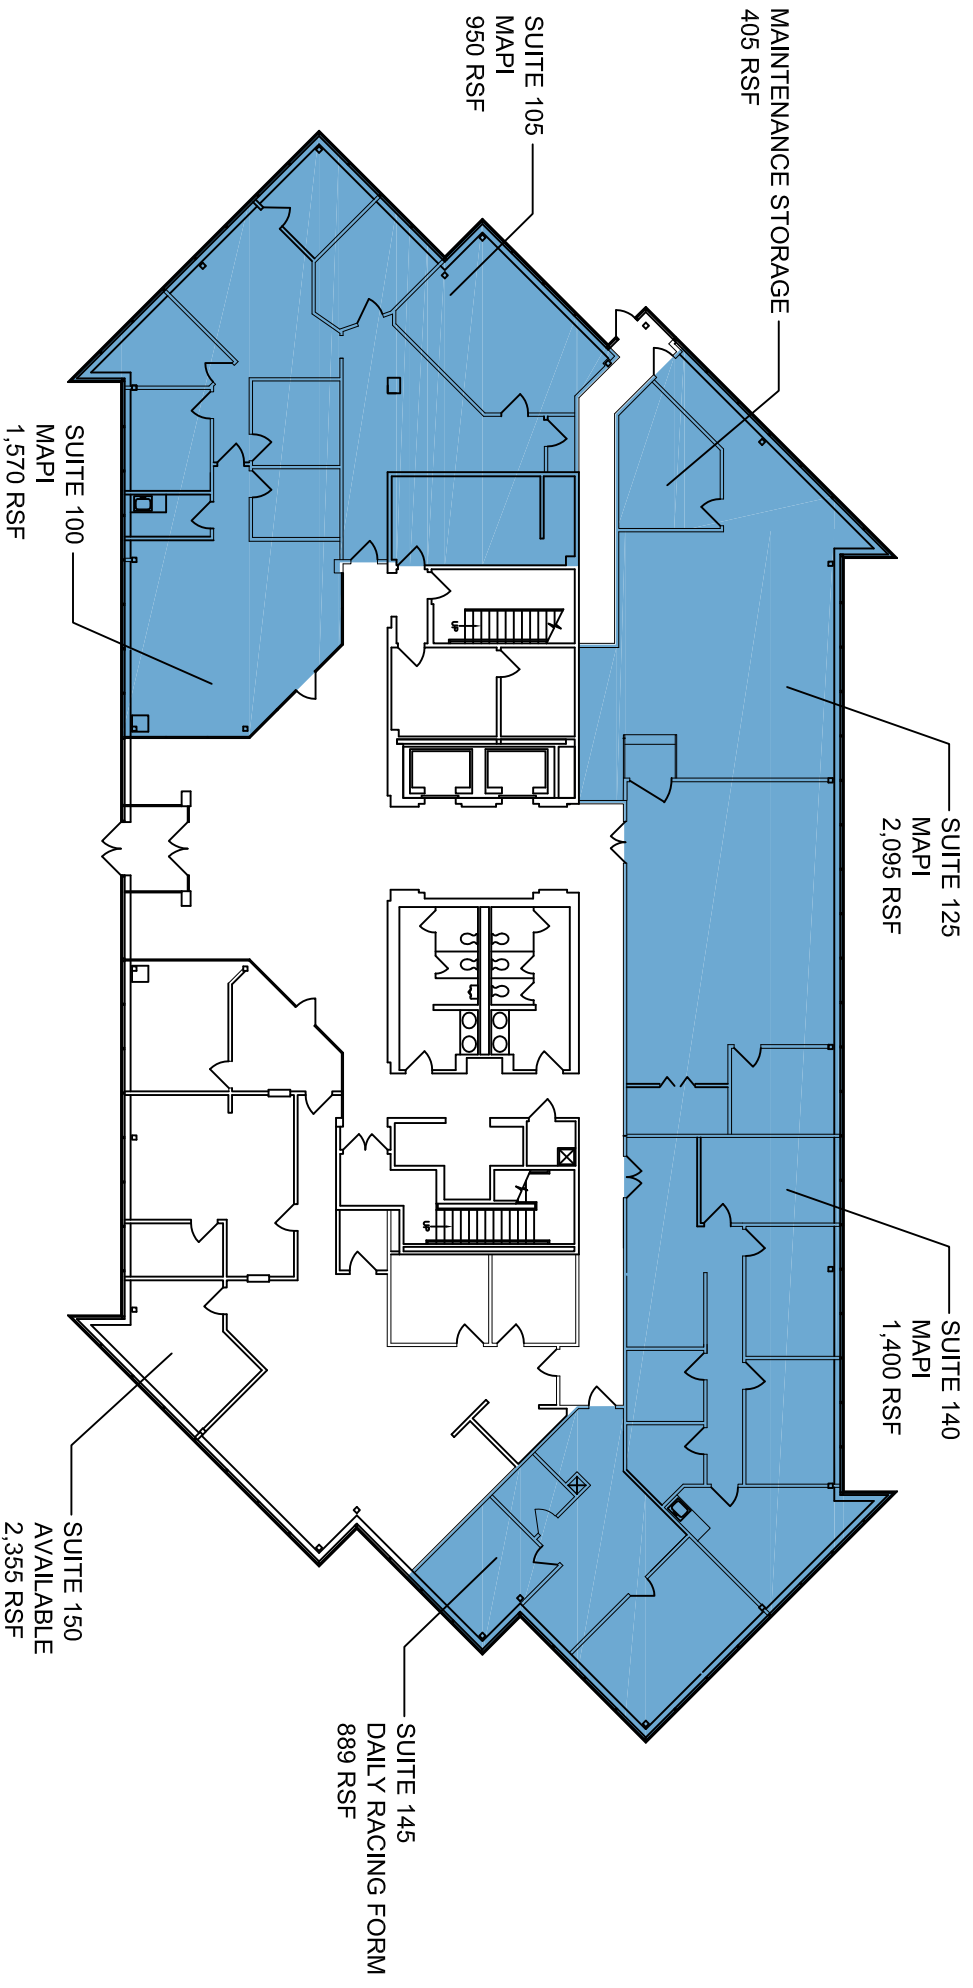 MAINTENANCE STORAGE
405 RSF
SUITE 105
MAPI
950 RSF
SUITE 125
MAPI
2,095 RSF
SUITE 140
MAPI
1,400 RSF
SUITE 100
MAPI
1,570 RSF
UP
UP
SUITE 150
AVAILABLE
2,355 RSF
SUITE 145
DAILY RACING FORM
889 RSF